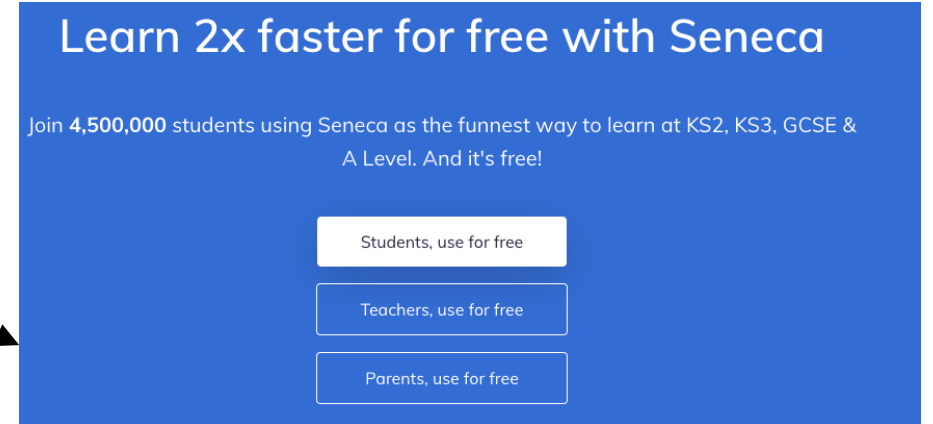 Learn 2x faster for free with Seneca
Join 4,500,000 students using Seneca as the funnest way to learn at KS2, KS3, GCSE &
A Level. And it's free!
Students, use for free
Teachers, use for free
Parents, use for free